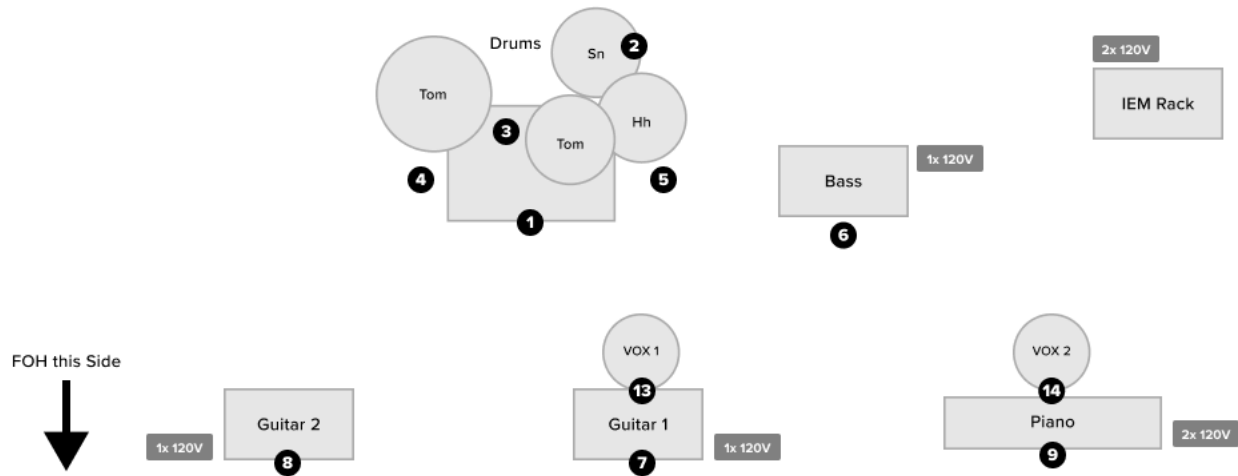 Drums
Sn
2
2x 120V
IEM Rack
Tom
3
Hh
Tom
4
5
1
Bass
1x 120V
6
FOH this Side
VOX 1
VOX 2
13
14
Guitar 2
1x 120V
8
Guitar 1
1x 120V
7
Piano
2x 120V
9